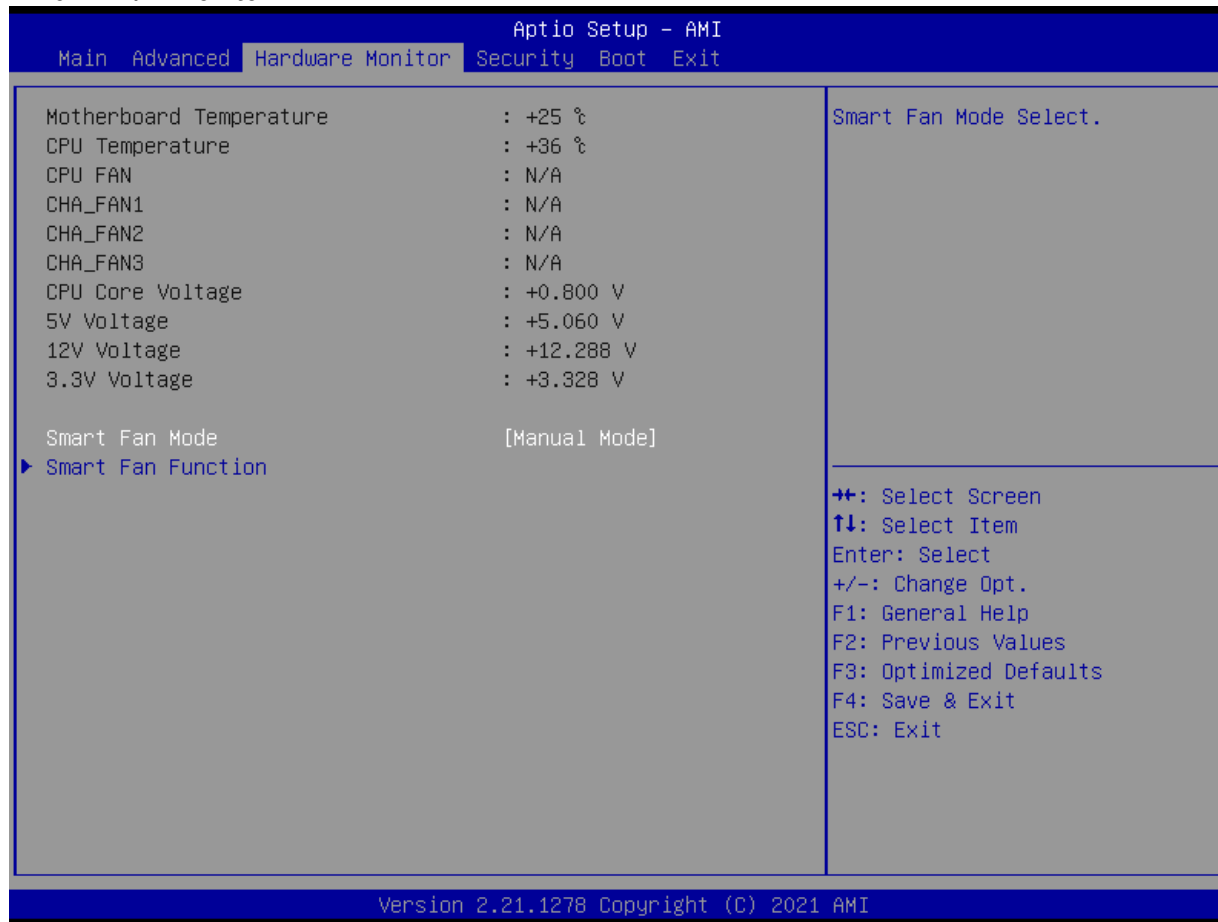 Aptio Setup – AMI
Main Advanced Hardware Monitor Security Boot Exit
Motherboard Temperature : +25 ℃
CPU Temperature : +36 ℃
CPU FAN : N/A
CHA_FAN1 : N/A
CHA_FAN2 : N/A
CHA_FAN3 : N/A
CPU Core Voltage : +0.800 V
5V Voltage : +5.060 V
12V Voltage : +12.288 V
3.3V Voltage : +3.328 V
Smart Fan Mode [Manual Mode]
▶ Smart Fan Function
Smart Fan Mode Select.
→←: Select Screen
↑↓: Select Item
Enter: Select
+/-: Change Opt.
F1: General Help
F2: Previous Values
F3: Optimized Defaults
F4: Save & Exit
ESC: Exit
Version 2.21.1278 Copyright (C) 2021 AMI